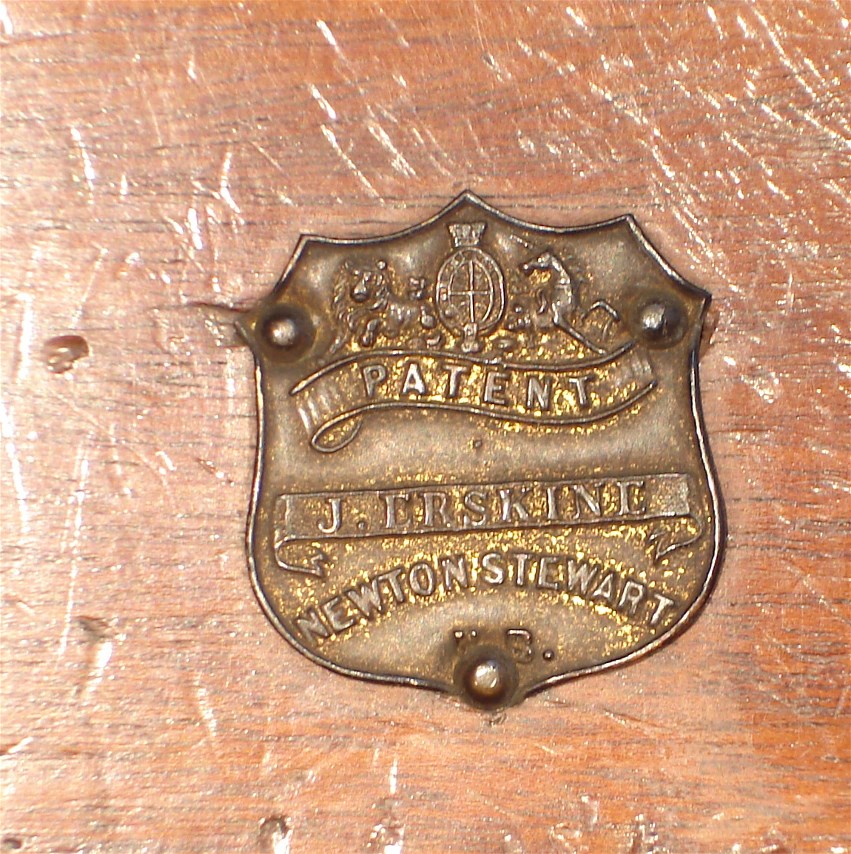 PATENT
J. ERSKINE
NEWTON STEWART
N.B.